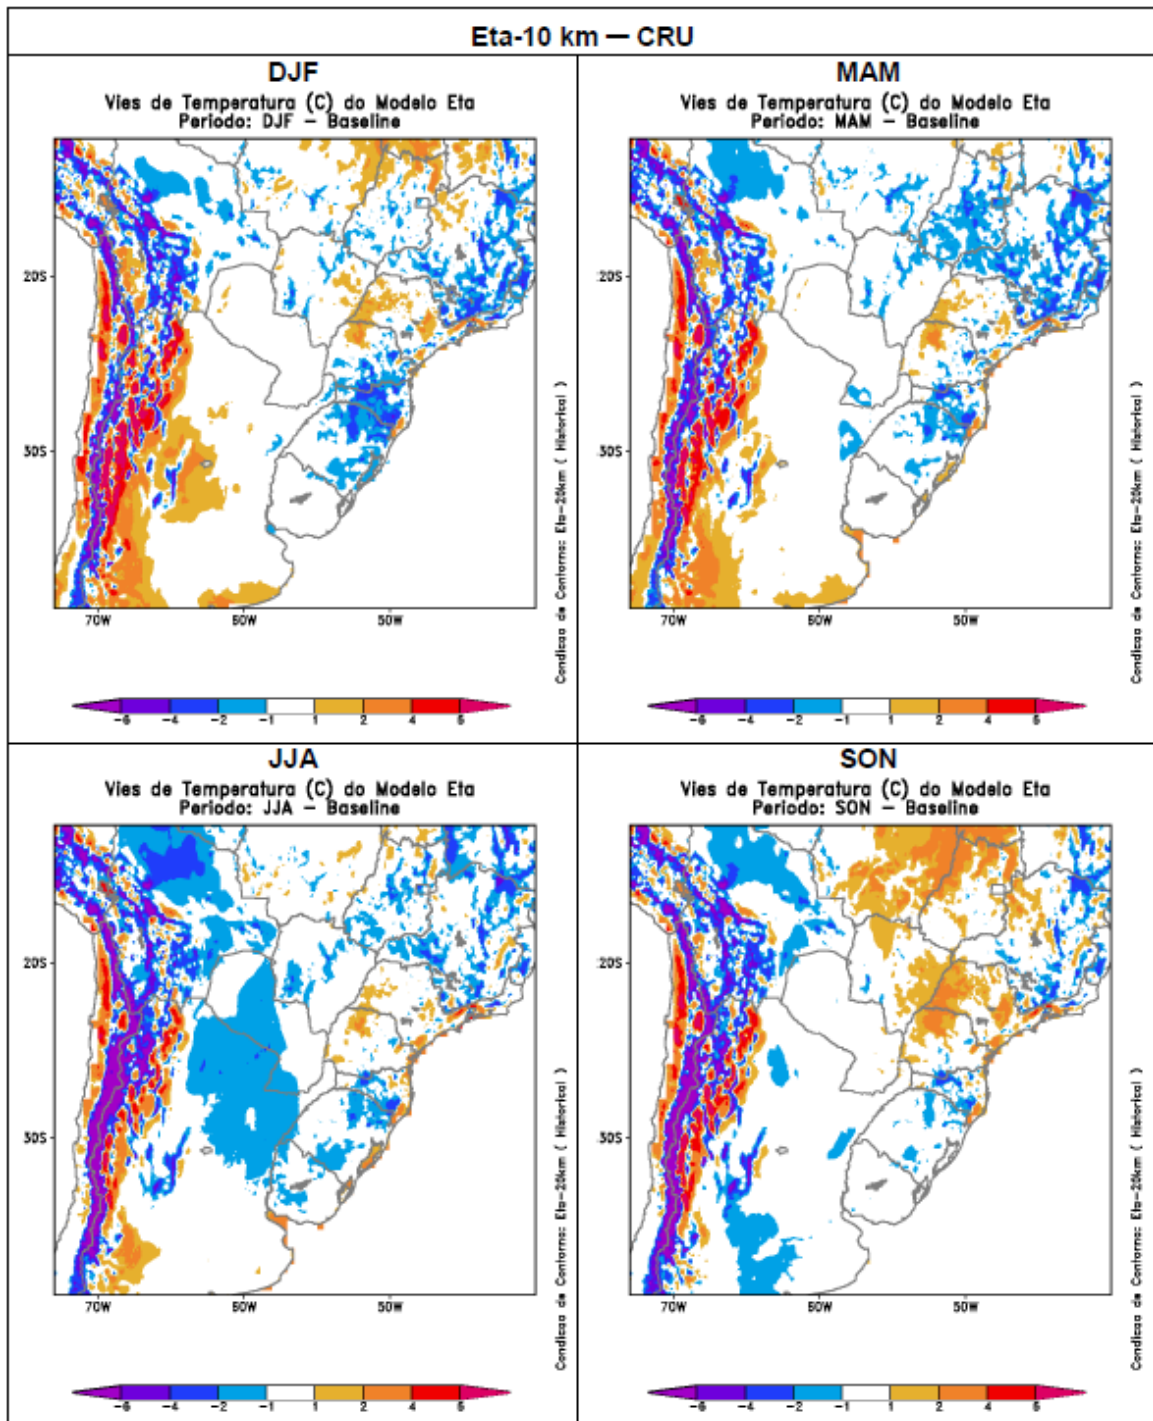 Eta-10 km — CRU
DJF
Vies de Temperatura (C) do Modelo Eta
Periodo: DJF – Baseline
20S
30S
70W
60W
50W
Condicao de Contorno: Eta-20km ( Historical )
-6
-4
-2
-1
1
2
4
5
MAM
Vies de Temperatura (C) do Modelo Eta
Periodo: MAM – Baseline
20S
30S
70W
60W
50W
Condicao de Contorno: Eta-20km ( Historical )
-6
-4
-2
-1
1
2
4
5
JJA
Vies de Temperatura (C) do Modelo Eta
Periodo: JJA – Baseline
20S
30S
70W
60W
50W
Condicao de Contorno: Eta-20km ( Historical )
-6
-4
-2
-1
1
2
4
5
SON
Vies de Temperatura (C) do Modelo Eta
Periodo: SON – Baseline
20S
30S
70W
60W
50W
Condicao de Contorno: Eta-20km ( Historical )
-6
-4
-2
-1
1
2
4
5